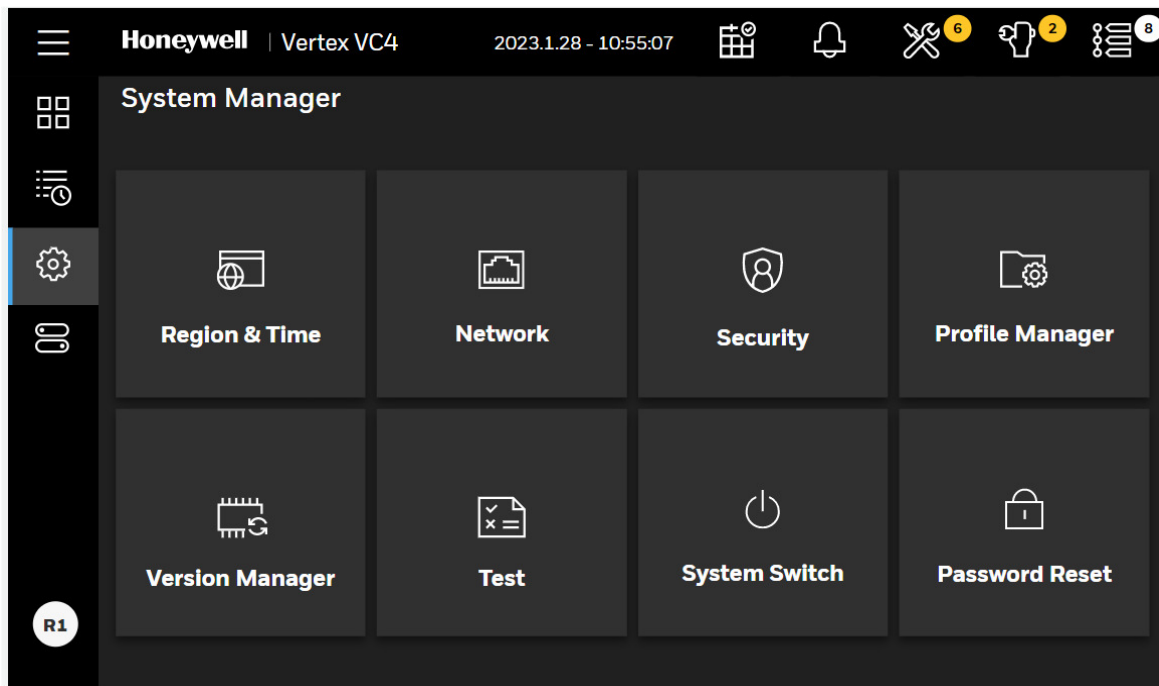 Honeywell | Vertex VC4 2023.1.28 - 10:55:07 6 2 8
System Manager
Region & Time Network Security Profile Manager
Version Manager Test System Switch Password Reset
R1